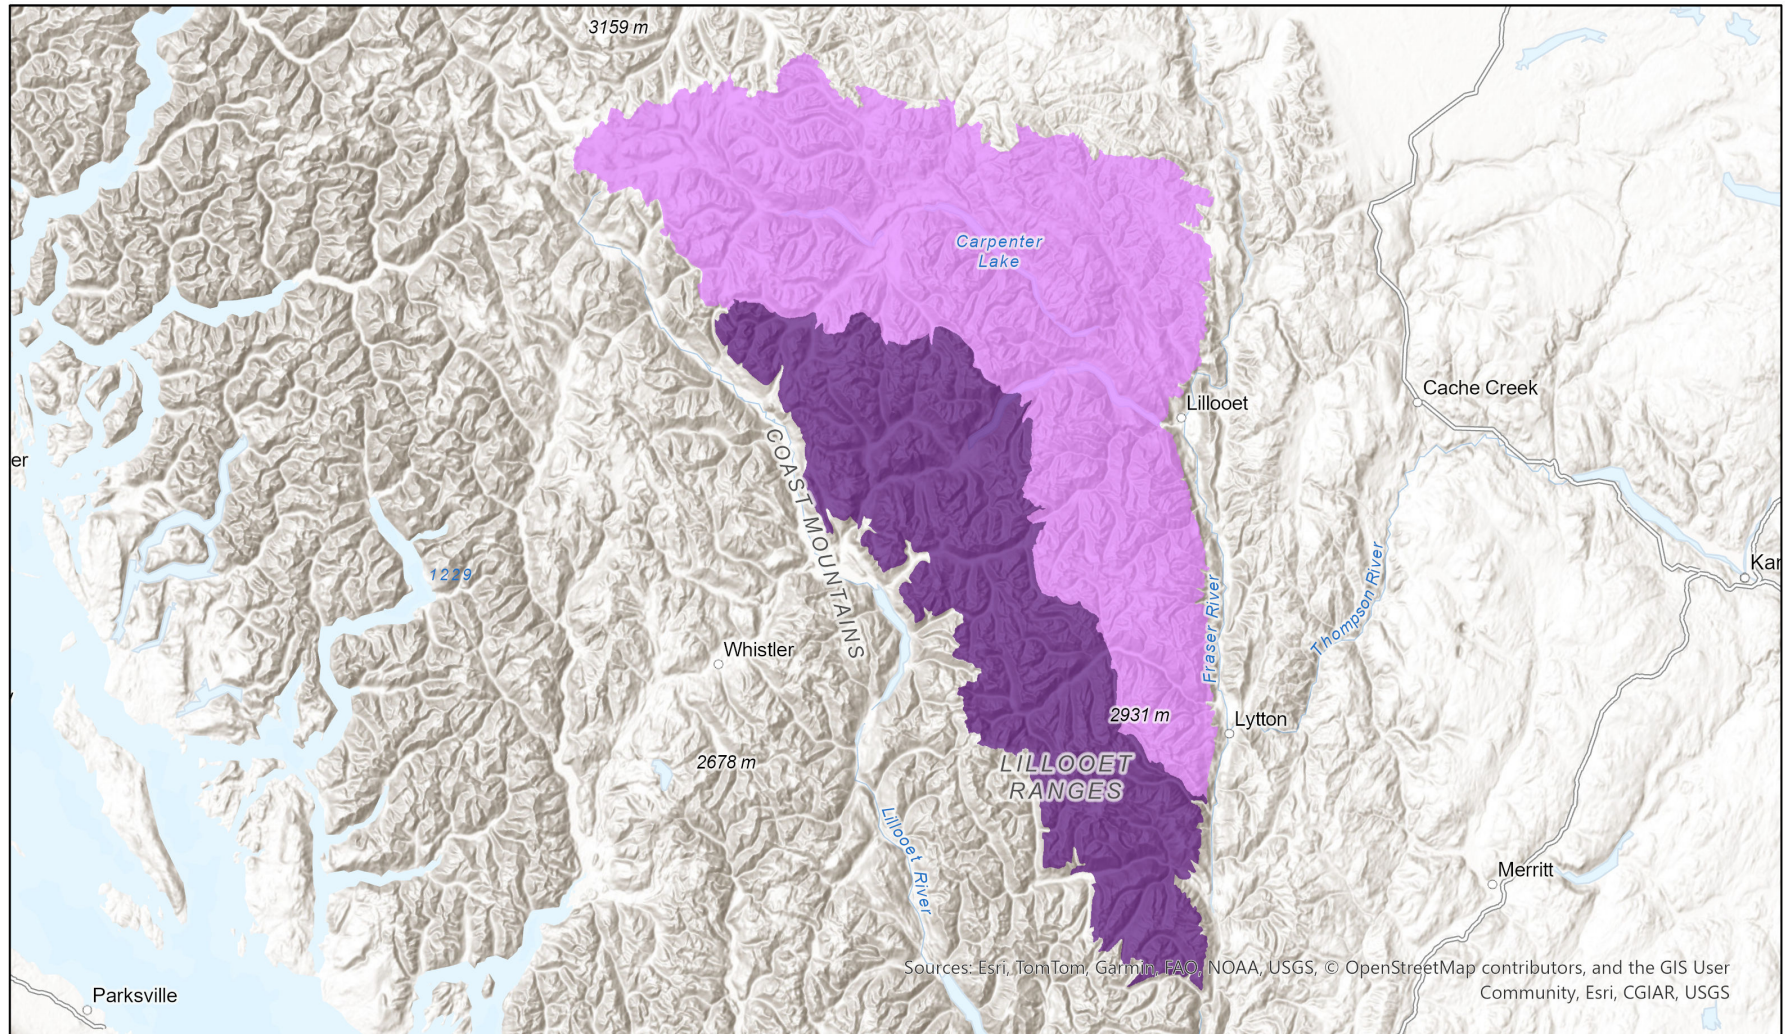 3159 m
Carpenter
Lake
Cache Creek
Lillooet
COAST MOUNTAINS
er
Kar
1229
Thompson River
Fraser River
Whistler
2931 m
Lytton
2678 m
LILLOOET
RANGES
Lillooet River
Merritt
Sources: Esri, TomTom, Garmin, FAO, NOAA, USGS, © OpenStreetMap contributors, and the GIS User
Community, Esri, CGIAR, USGS
Parksville